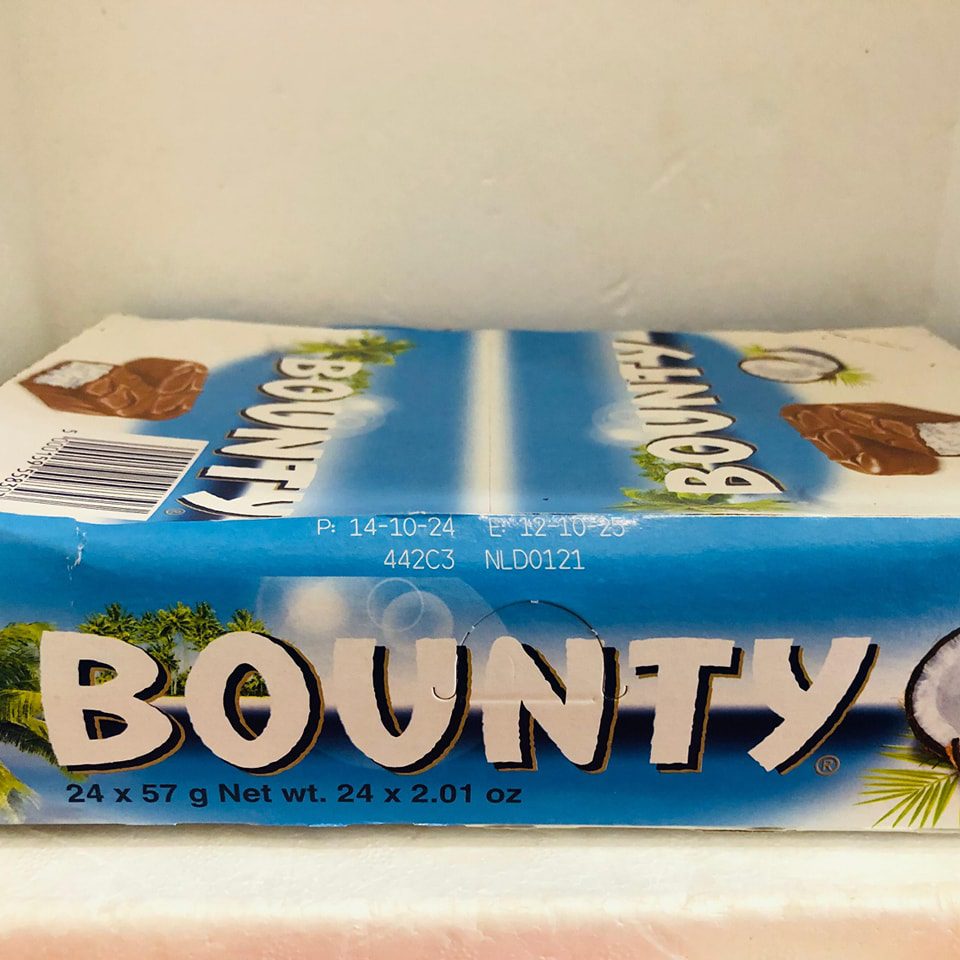 BOUNTY
BOUNTY
P: 14-10-24 E: 12-10-25
442C3 NLD0121
BOUNTY®
24 x 57 g Net wt. 24 x 2.01 oz